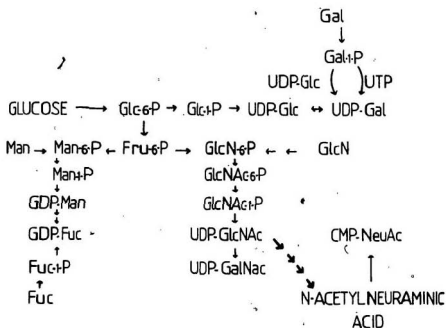 Gal
Gal-1-P
UDP-Glc UTP
GLUCOSE Glc-6-P Glc-1-P UDP-Glc UDP-Gal
Man Man-6-P Fru-6-P GlcN-6-P GlcN
Man-1-P GlcNAc-6-P
GDP-Man GlcNAc-1-P
GDP-Fuc UDP-GlcNAc CMP-NeuAc
Fuc-1-P UDP-GalNac
Fuc N-ACETYL NEURAMINIC
ACID